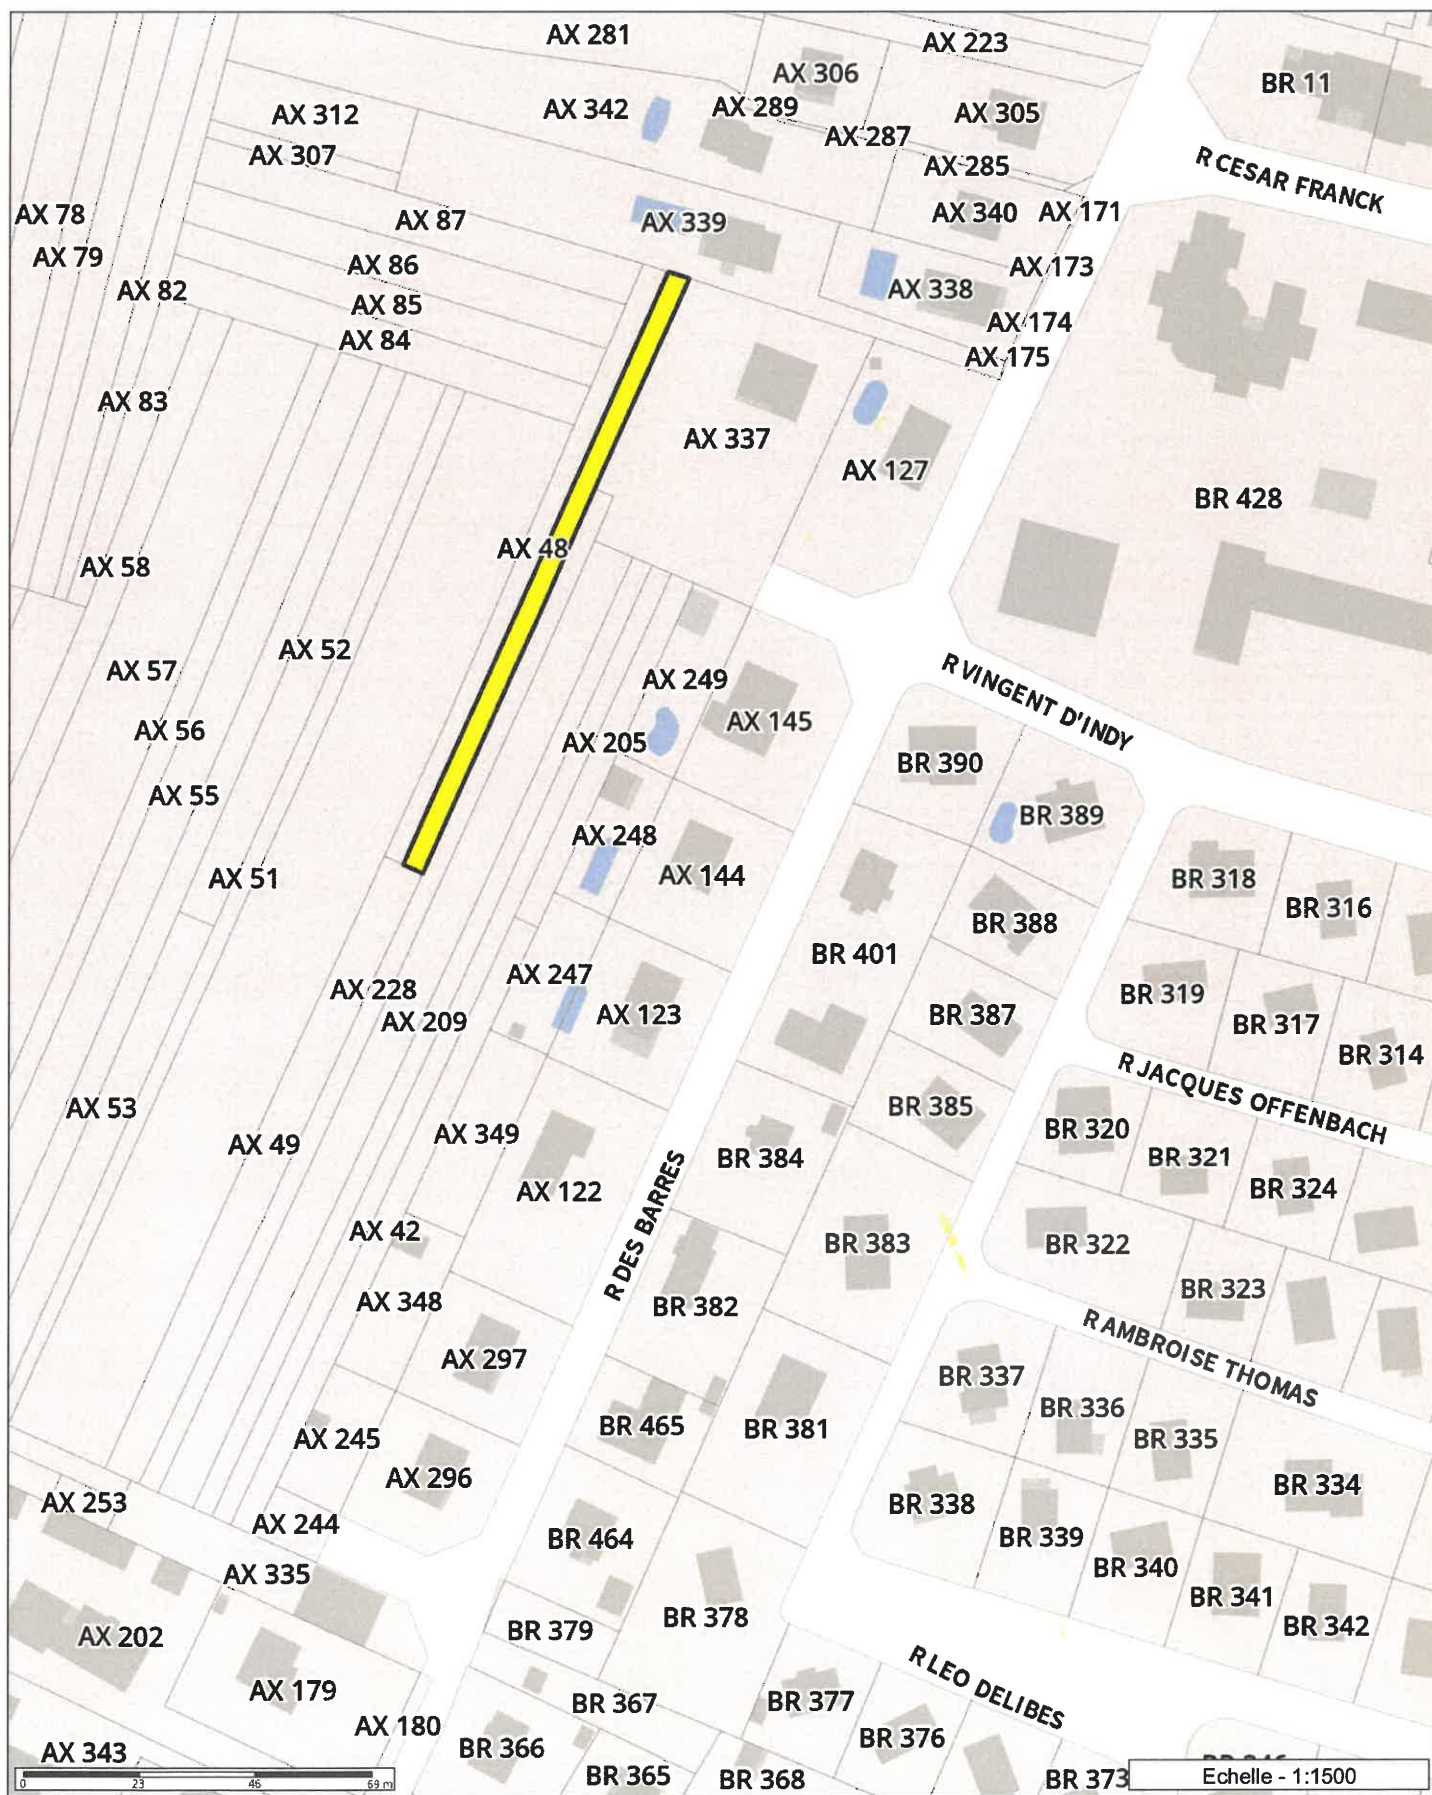 AX 281
AX 223
AX 306
BR 11
AX 342
AX 289
AX 305
AX 312
AX 287
AX 307
AX 285
R CESAR FRANCK
AX 78
AX 87
AX 339
AX 340
AX 171
AX 79
AX 86
AX 173
AX 82
AX 85
AX 338
AX 84
AX 174
AX 175
AX 83
AX 337
AX 127
BR 428
AX 48
AX 58
AX 52
AX 57
AX 249
R VINGENT D'INDY
AX 56
AX 205
AX 145
BR 390
AX 55
BR 389
AX 248
AX 51
AX 144
BR 318
BR 316
BR 388
BR 401
AX 228
AX 247
BR 319
AX 209
AX 123
BR 387
BR 317
BR 314
R JACQUES OFFENBACH
AX 53
BR 385
AX 49
AX 349
BR 320
BR 384
BR 321
AX 122
BR 324
R DES BARRES
AX 42
BR 383
BR 322
AX 348
BR 382
BR 323
R AMBROISE THOMAS
AX 297
BR 337
BR 336
BR 465
BR 381
AX 245
BR 335
AX 296
BR 334
AX 253
BR 338
AX 244
BR 464
BR 339
AX 335
BR 340
BR 341
AX 202
BR 379
BR 378
BR 342
R LEO DELIBES
AX 179
BR 367
BR 377
AX 180
BR 366
BR 376
AX 343
BR 365
BR 368
BR 373
0 23 46 69 m
Echelle - 1:1500